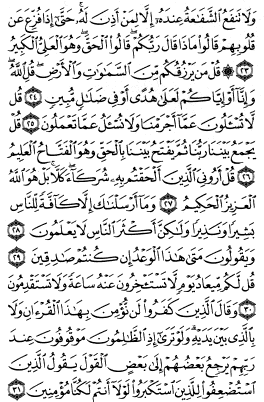 وَلَا تَنفَعُ ٱلشَّفَٰعَةُ عِندَهُۥٓ إِلَّا لِمَنۡ أَذِنَ لَهُۥۚ حَتَّىٰٓ إِذَا فُزِّعَ عَن
قُلُوبِهِمۡ قَالُواْ مَاذَا قَالَ رَبُّكُمۡۖ قَالُواْ ٱلۡحَقَّۖ وَهُوَ ٱلۡعَلِيُّ ٱلۡكَبِيرُ
٢٣ ۞ قُلۡ مَن يَرۡزُقُكُم مِّنَ ٱلسَّمَٰوَٰتِ وَٱلۡأَرۡضِۖ قُلِ ٱللَّهُۖ
وَإِنَّآ أَوۡ إِيَّاكُمۡ لَعَلَىٰ هُدًى أَوۡ فِي ضَلَٰلٖ مُّبِينٖ ٢٤ قُل
لَّا تُسۡـَٔلُونَ عَمَّآ أَجۡرَمۡنَا وَلَا نُسۡـَٔلُ عَمَّا تَعۡمَلُونَ ٢٥ قُلۡ
يَجۡمَعُ بَيۡنَنَا رَبُّنَا ثُمَّ يَفۡتَحُ بَيۡنَنَا بِٱلۡحَقِّ وَهُوَ ٱلۡفَتَّاحُ ٱلۡعَلِيمُ
٢٦ قُلۡ أَرُونِيَ ٱلَّذِينَ أَلۡحَقۡتُم بِهِۦ شُرَكَآءَۖ كَلَّاۚ بَلۡ هُوَ ٱللَّهُ
ٱلۡعَزِيزُ ٱلۡحَكِيمُ ٢٧ وَمَآ أَرۡسَلۡنَٰكَ إِلَّا كَآفَّةٗ لِّلنَّاسِ
بَشِيرٗا وَنَذِيرٗا وَلَٰكِنَّ أَكۡثَرَ ٱلنَّاسِ لَا يَعۡلَمُونَ ٢٨
وَيَقُولُونَ مَتَىٰ هَٰذَا ٱلۡوَعۡدُ إِن كُنتُمۡ صَٰدِقِينَ ٢٩
قُل لَّكُم مِّيعَادُ يَوۡمٖ لَّا تَسۡتَـٔۡخِرُونَ عَنۡهُ سَاعَةٗ وَلَا تَسۡتَقۡدِمُونَ
٣٠ وَقَالَ ٱلَّذِينَ كَفَرُواْ لَن نُّؤۡمِنَ بِهَٰذَا ٱلۡقُرۡءَانِ وَلَا
بِٱلَّذِي بَيۡنَ يَدَيۡهِۗ وَلَوۡ تَرَىٰٓ إِذِ ٱلظَّٰلِمُونَ مَوۡقُوفُونَ عِندَ
رَبِّهِمۡ يَرۡجِعُ بَعۡضُهُمۡ إِلَىٰ بَعۡضٍ ٱلۡقَوۡلَ يَقُولُ ٱلَّذِينَ
ٱسۡتُضۡعِفُواْ لِلَّذِينَ ٱسۡتَكۡبَرُواْ لَوۡلَآ أَنتُمۡ لَكُنَّا مُؤۡمِنِينَ ٣١